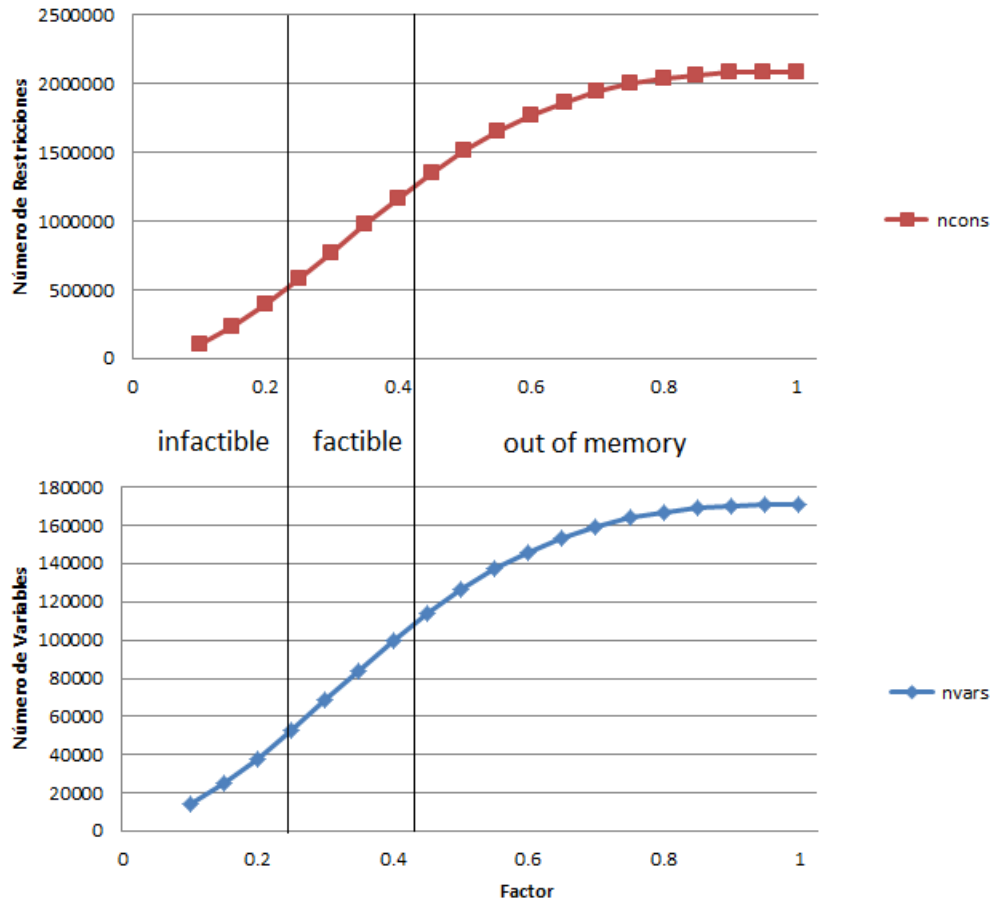 2500000
2000000
1500000
1000000
500000
0
Número de Restricciones
0 0.2 0.4 0.6 0.8 1
ncons
infactible factible out of memory
180000
160000
140000
120000
100000
80000
60000
40000
20000
0
Número de Variables
0 0.2 0.4 0.6 0.8 1
Factor
nvars